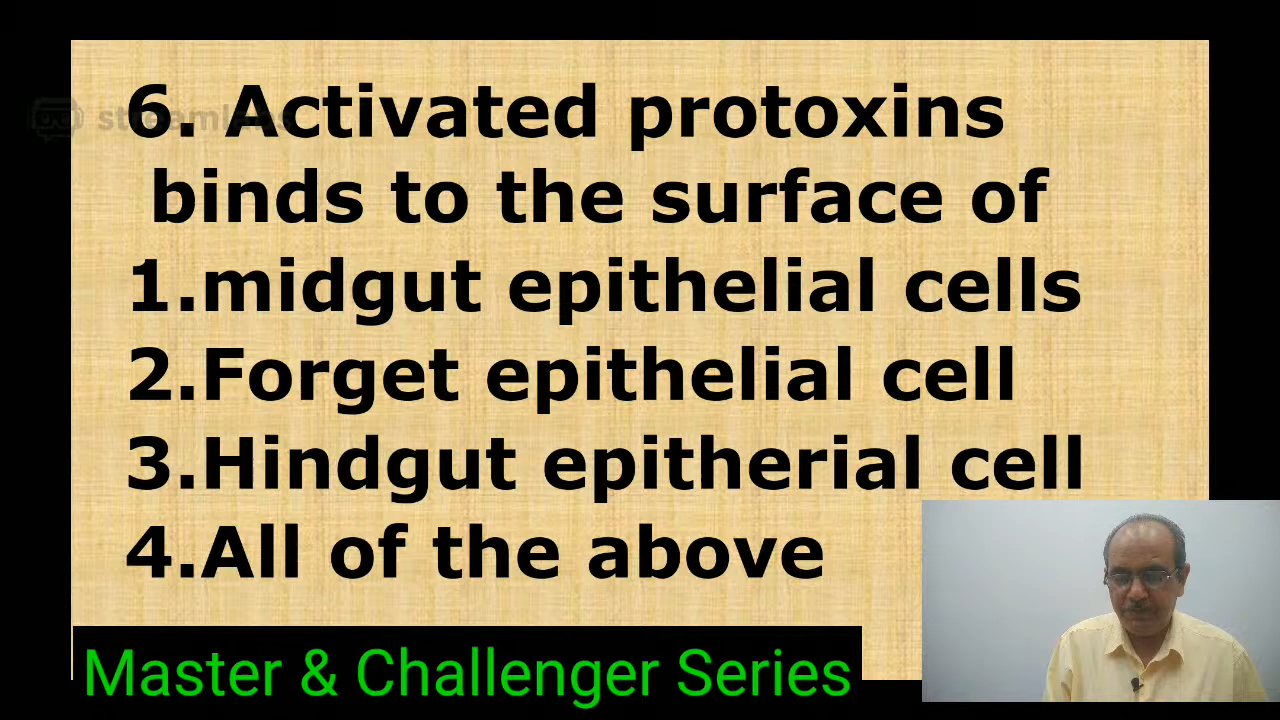 streamlabs
6. Activated protoxins
binds to the surface of
1.midgut epithelial cells
2.Forget epithelial cell
3.Hindgut epitherial cell
4.All of the above
Master & Challenger Series